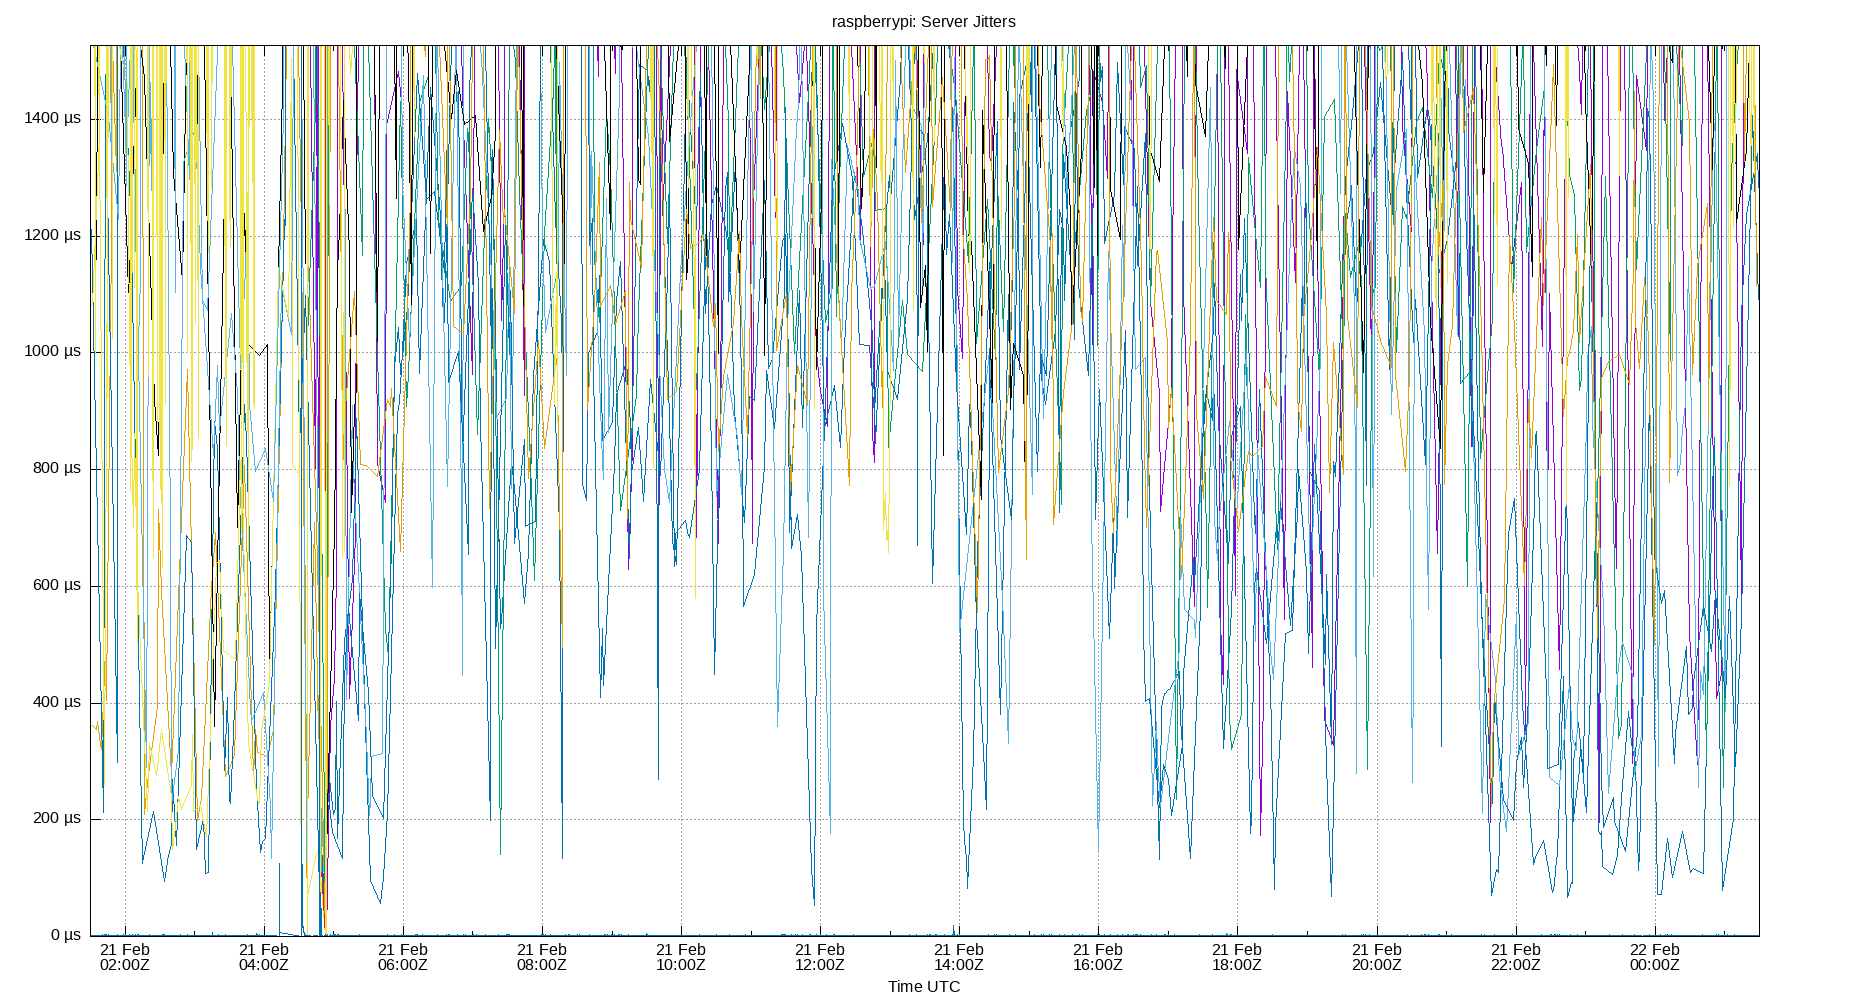 raspberrypi: Server Jitters
1400 µs
1200 µs
1000 µs
800 µs
600 µs
400 µs
200 µs
0 µs
21 Feb 21 Feb 21 Feb 21 Feb 21 Feb 21 Feb 21 Feb 21 Feb 21 Feb 21 Feb 21 Feb 22 Feb
02:00Z 04:00Z 06:00Z 08:00Z 10:00Z 12:00Z 14:00Z 16:00Z 18:00Z 20:00Z 22:00Z 00:00Z
Time UTC